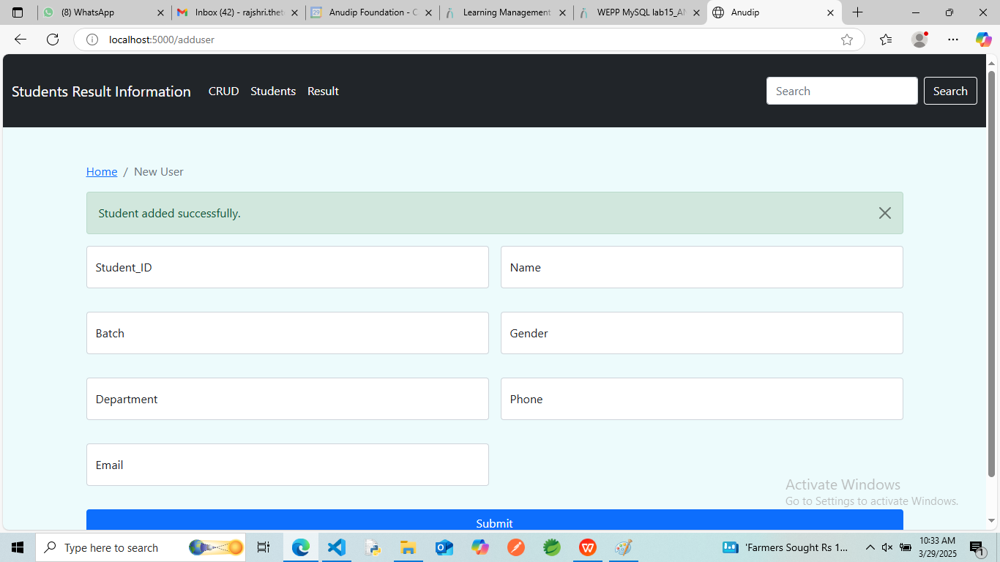 (8) WhatsApp
Inbox (42) - rajshri.thet
Anudip Foundation - C
Learning Management
WEPP MySQL lab15_AN
Anudip
localhost:5000/adduser
Students Result Information CRUD Students Result Search Search
Home / New User
Student added successfully.
Student_ID Name
Batch Gender
Department Phone
Email
Activate Windows
Go to Settings to activate Windows.
Submit
Type here to search
'Farmers Sought Rs 1...
10:33 AM
3/29/2025
1